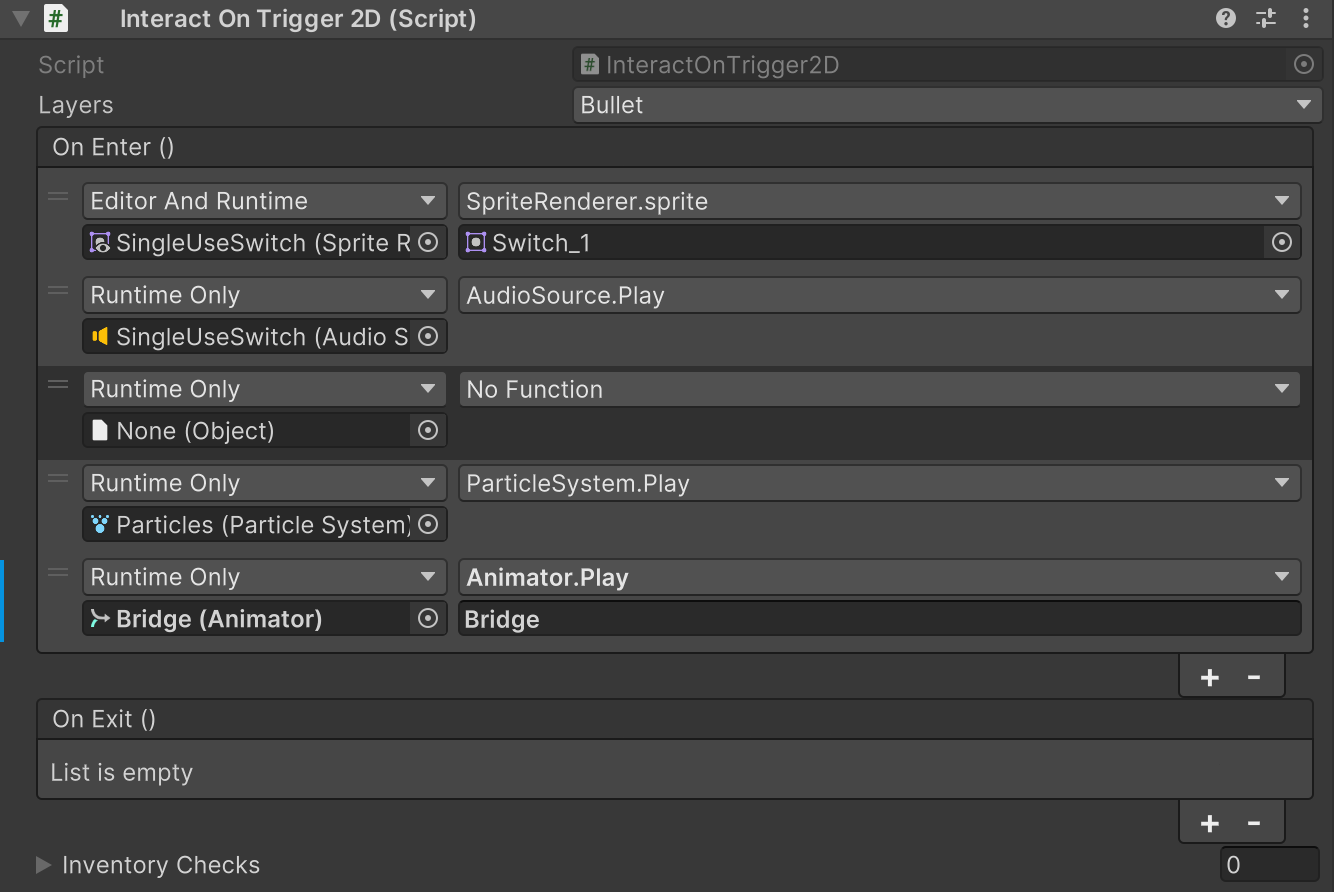 Interact On Trigger 2D (Script)
Script
InteractOnTrigger2D
Layers
Bullet
On Enter ()
Editor And Runtime
SpriteRenderer.sprite
SingleUseSwitch (Sprite R
Switch_1
Runtime Only
AudioSource.Play
SingleUseSwitch (Audio S
Runtime Only
No Function
None (Object)
Runtime Only
ParticleSystem.Play
Particles (Particle System)
Runtime Only
Animator.Play
Bridge (Animator)
Bridge
+ -
On Exit ()
List is empty
+ -
Inventory Checks
0